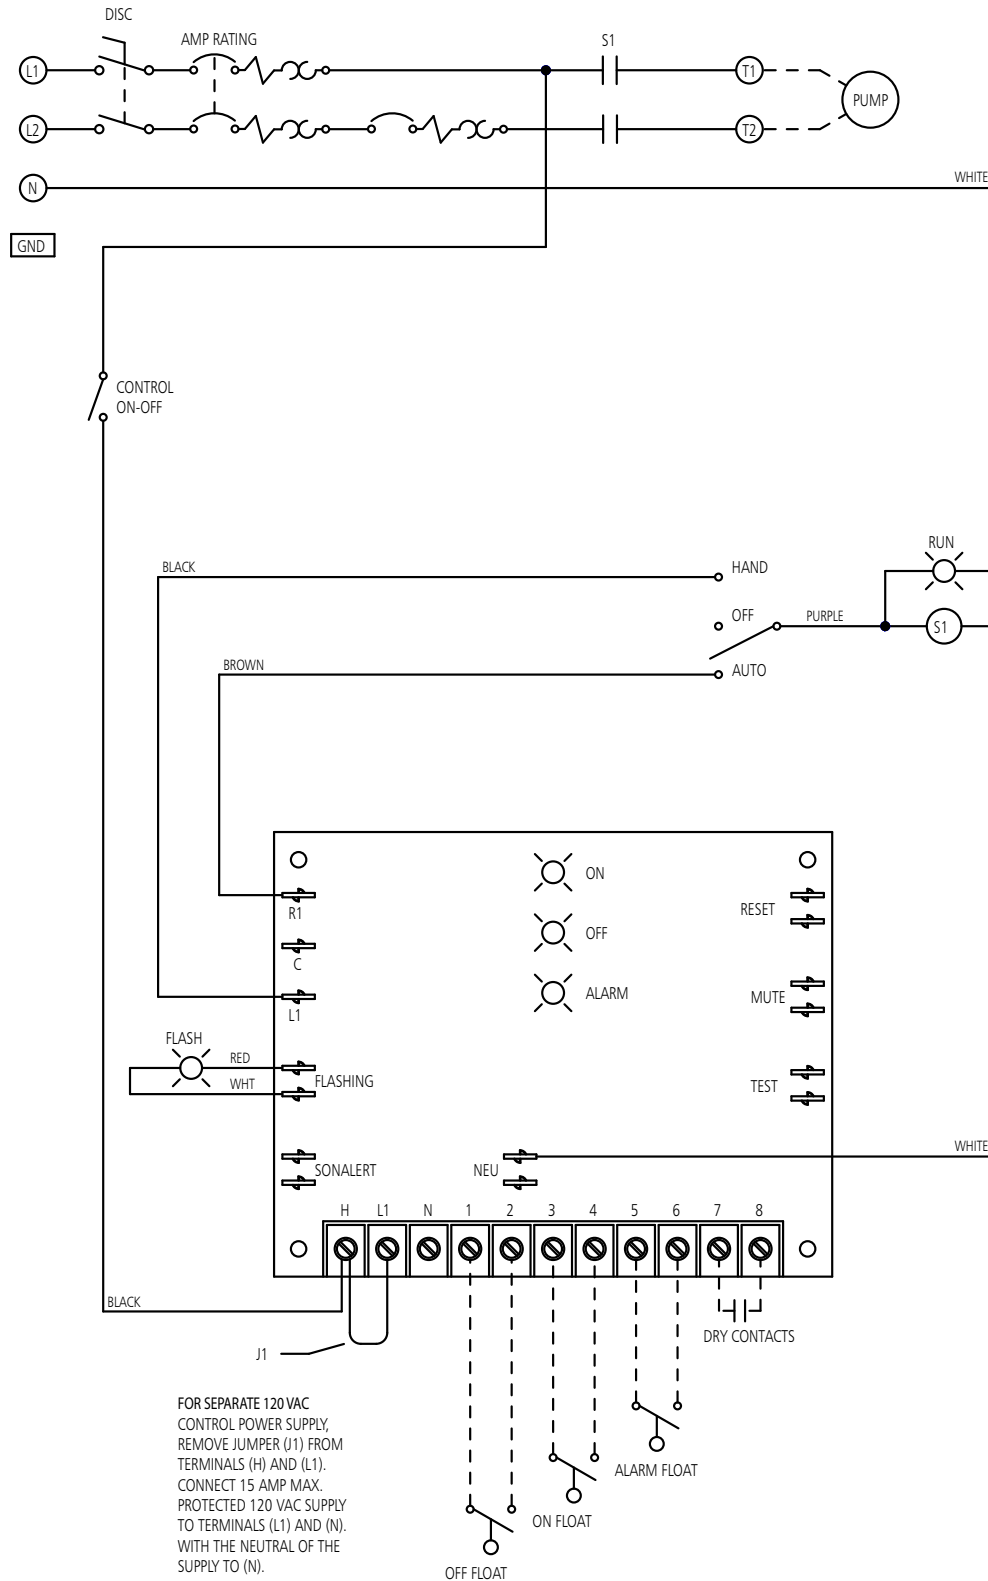 DISC
AMP RATING
S1
L1
T1
PUMP
L2
T2
N
WHITE
GND
CONTROL
ON-OFF
RUN
BLACK
HAND
OFF
PURPLE
S1
BROWN
AUTO
ON
R1
RESET
OFF
C
ALARM
MUTE
L1
FLASH
RED
FLASHING
WHT
TEST
WHITE
SONALERT
NEU
H L1 N 1 2 3 4 5 6 7 8
BLACK
DRY CONTACTS
J1
FOR SEPARATE 120 VAC
CONTROL POWER SUPPLY,
REMOVE JUMPER (J1) FROM
TERMINALS (H) AND (L1).
CONNECT 15 AMP MAX.
PROTECTED 120 VAC SUPPLY
TO TERMINALS (L1) AND (N).
WITH THE NEUTRAL OF THE
SUPPLY TO (N).
ALARM FLOAT
ON FLOAT
OFF FLOAT